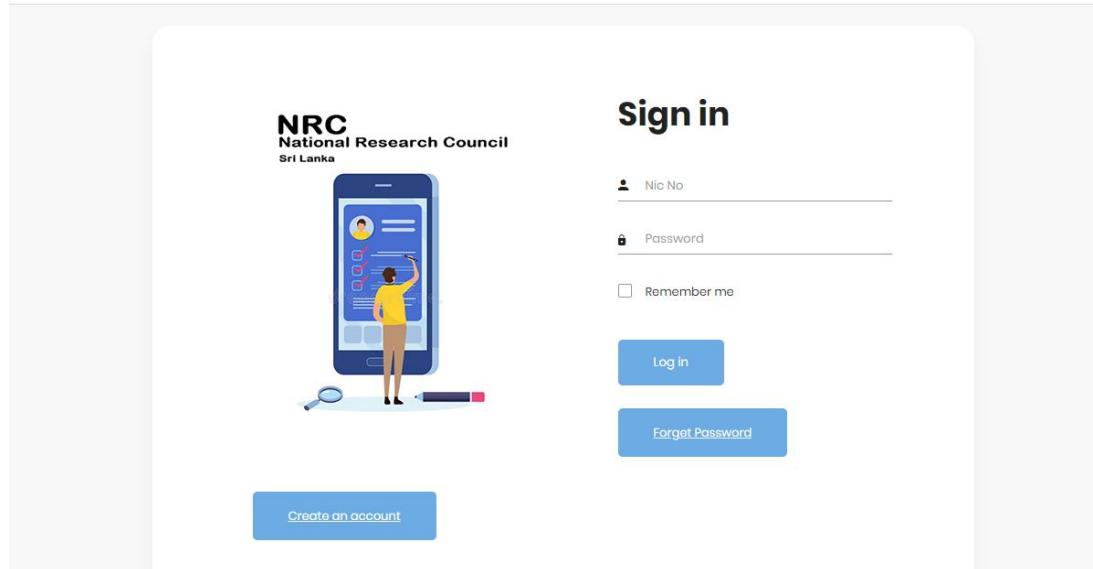 NRC
National Research Council
Sri Lanka
Create an account
Sign in
Nic No
Password
Remember me
Log in
Forget Password